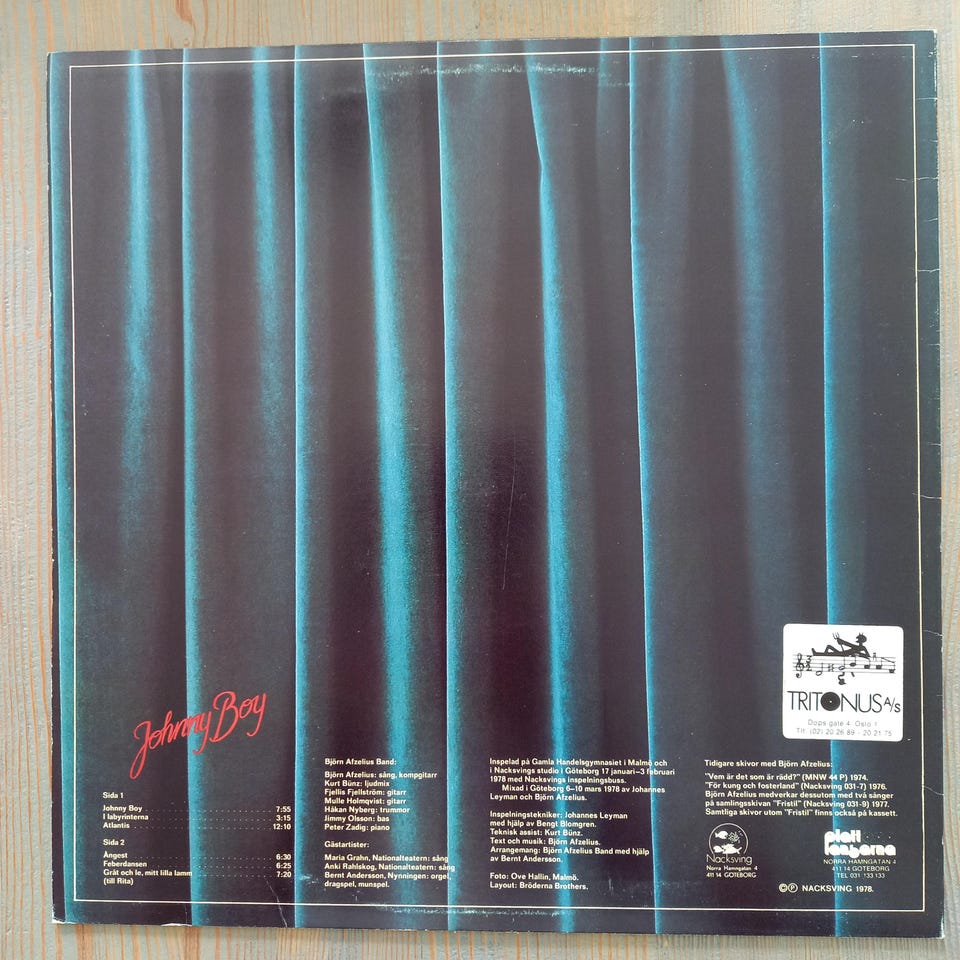 Johnny Boy
Sida 1
Johnny Boy 7:55
I labyrinterna 3:15
Atlantis 12:10
Sida 2
Ångest 6:30
Feberdansen 6:25
Gråt och le, mitt lilla lamm 7:20
(till Rita)
Björn Afzelius Band:
Björn Afzelius: sång, kompgitarr
Kurt Bünz: ljudmix
Fjellis Fjellström: gitarr
Mulle Holmqvist: gitarr
Håkan Nyberg: trummor
Jimmy Olsson: bas
Peter Zadig: piano
Gästartister:
Maria Grahn, Nationalteatern: sång
Anki Rahlskog, Nationalteatern: sång
Bernt Andersson, Nynningen: orgel,
dragspel, munspel.
Inspelad på Gamla Handelsgymnasiet i Malmö och
i Nacksvings studio i Göteborg 17 januari–3 februari
1978 med Nacksvings inspelningsbuss.
Mixad i Göteborg 6–10 mars 1978 av Johannes
Leyman och Björn Afzelius.
Inspelningstekniker: Johannes Leyman
med hjälp av Bengt Blomgren.
Teknisk assist: Kurt Bünz.
Text och musik: Björn Afzelius.
Arrangemang: Björn Afzelius Band med hjälp
av Bernt Andersson.
Foto: Ove Hallin, Malmö.
Layout: Bröderna Brothers.
TRITONUS A/s
Dops gate 4 Oslo 1
Tlf: (02) 20 26 89 - 20 21 75
Tidigare skivor med Björn Afzelius:
"Vem är det som är rädd?" (MNW 44 P) 1974.
"För kung och fosterland" (Nacksving 031-7) 1976.
Björn Afzelius medverkar dessutom med två sånger
på samlingsskivan "Fristil" (Nacksving 031-9) 1977.
Samtliga skivor utom "Fristil" finns också på kassett.
Nacksving
Norra Hamngatan 4
411 14 GÖTEBORG
platt
langarna
NORRA HAMNGATAN 4
411 14 GÖTEBORG
TEL 031 133 133
©Ⓟ NACKSVING 1978.